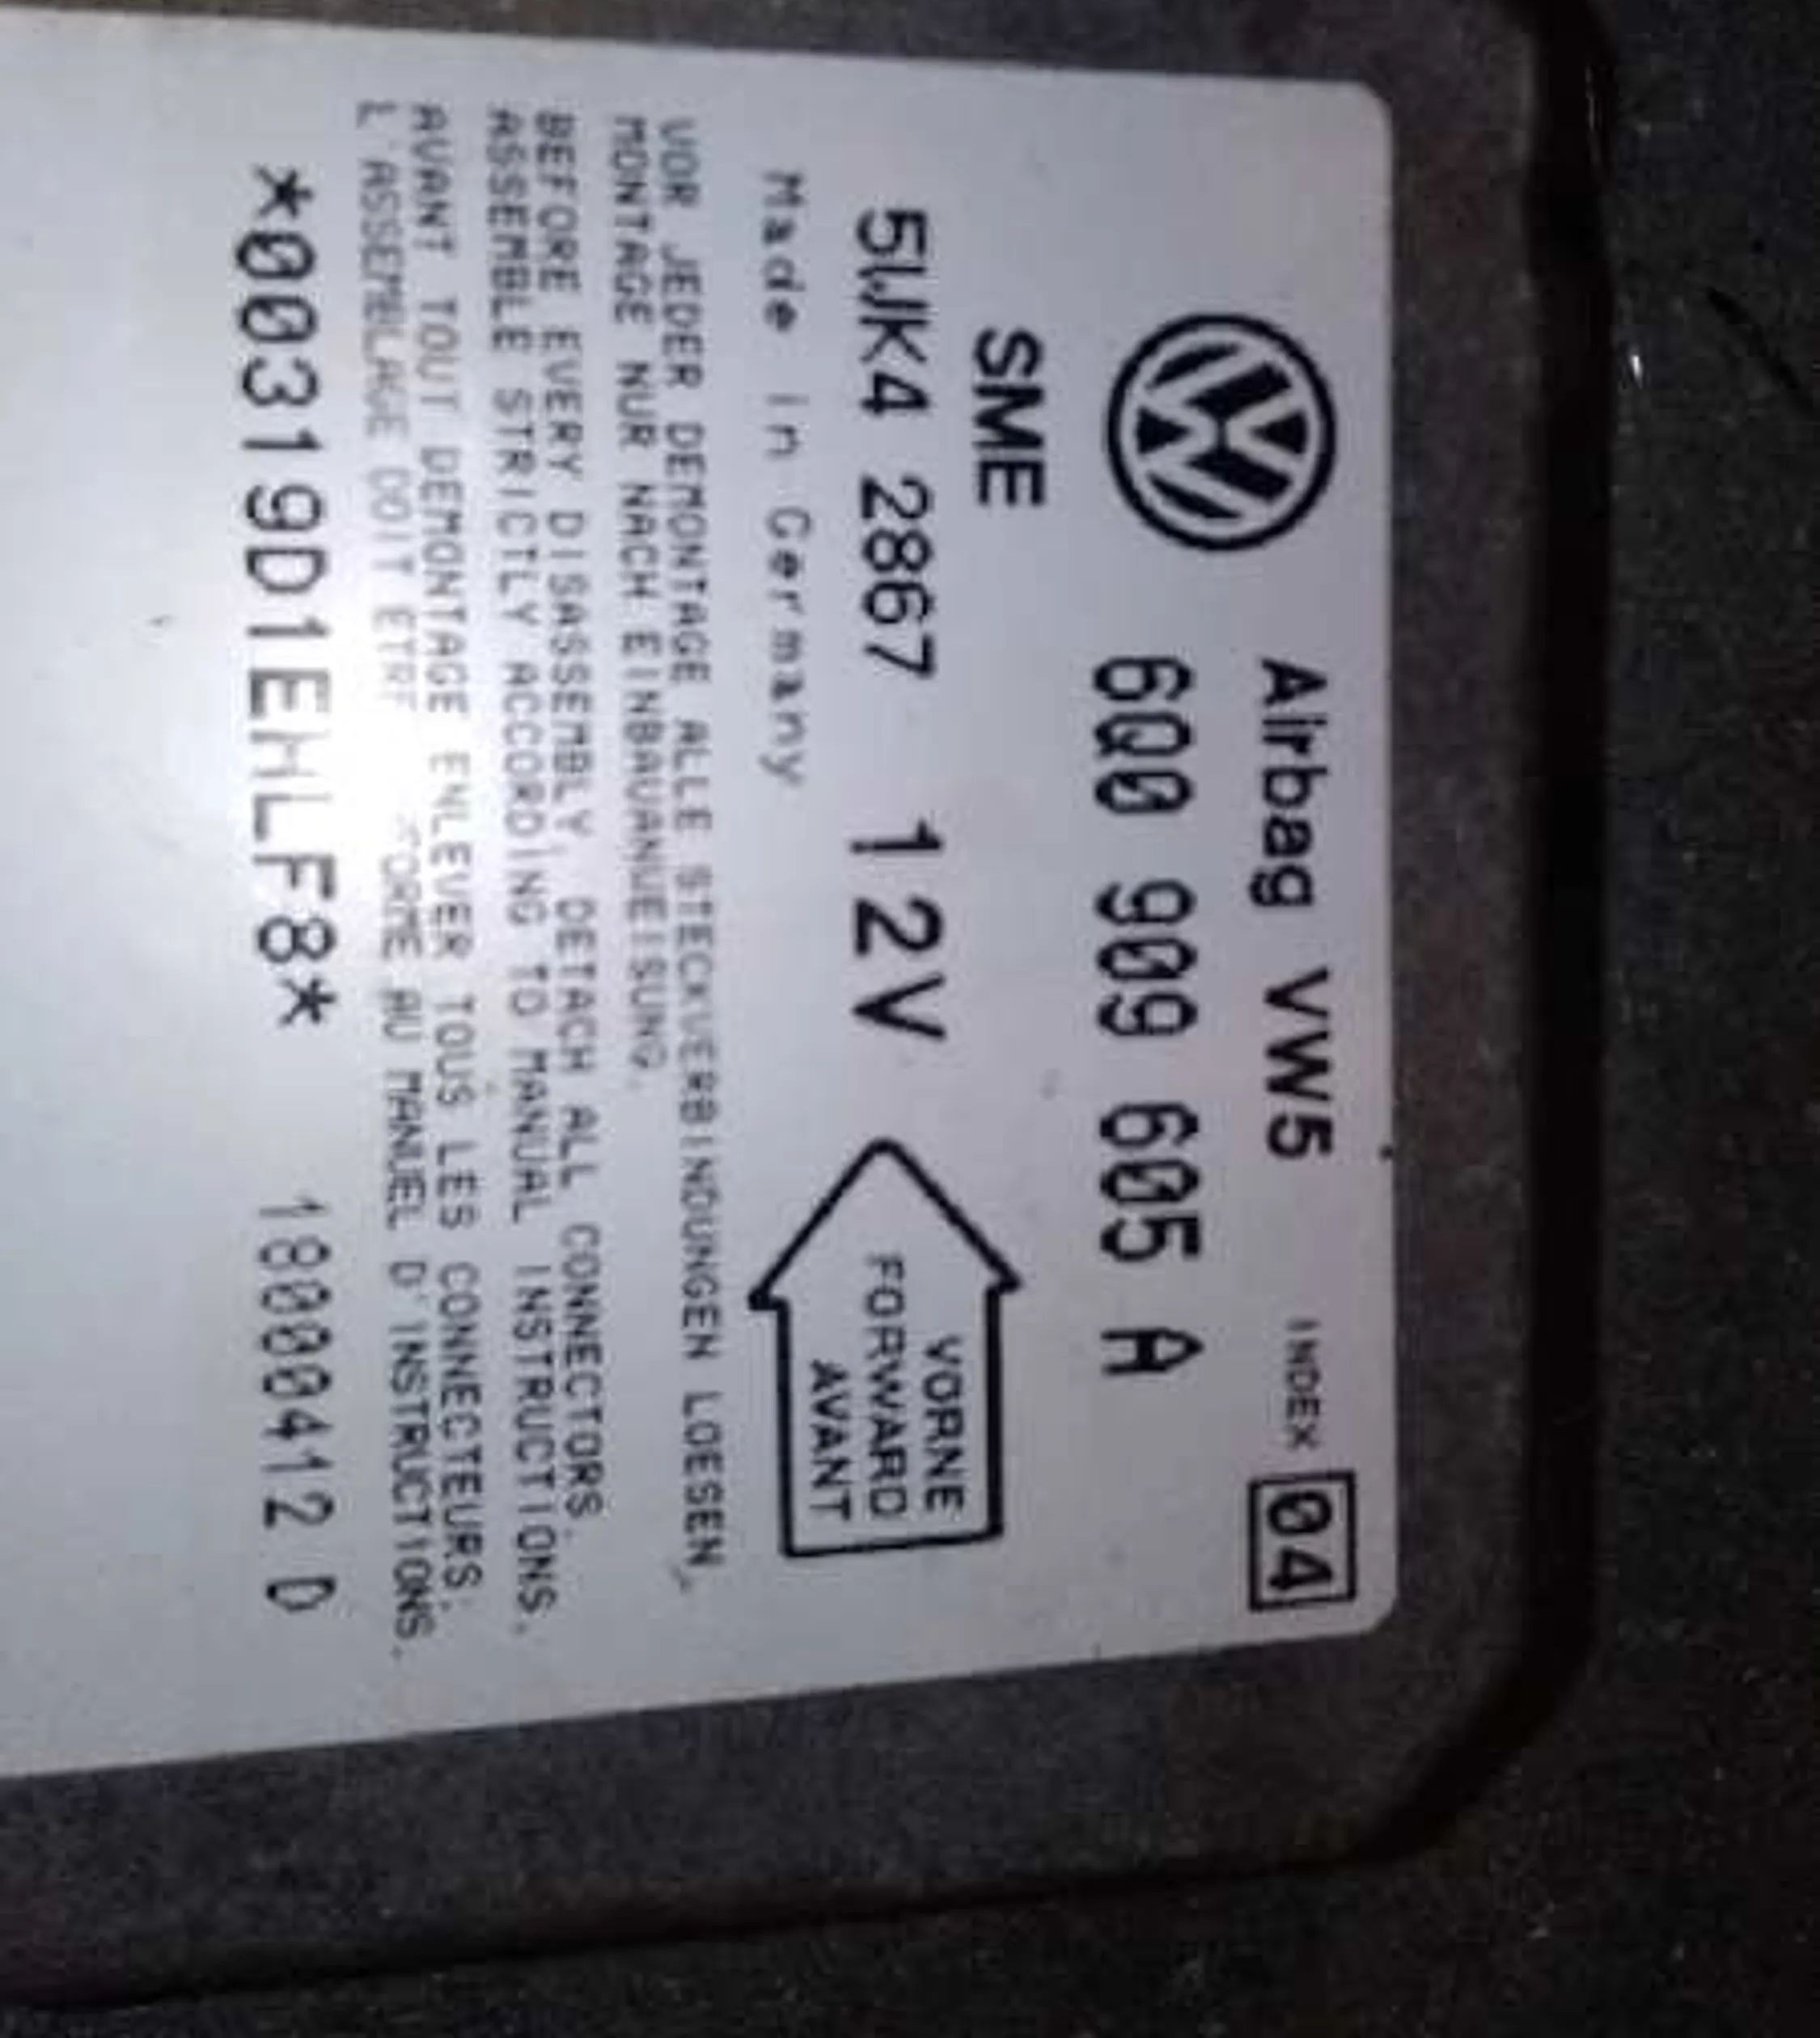 Airbag VW5 INDEX 04
6Q0 909 605 A
SME
5WK4 2867 12V
VORNE
FORWARD
AVANT
Made in Germany
VOR JEDER DEMONTAGE ALLE STECKVERBINDUNGEN LOESEN,
MONTAGE NUR NACH EINBAUANWEISUNG.
BEFORE EVERY DISASSEMBLY, DETACH ALL CONNECTORS.
ASSEMBLE STRICTLY ACCORDING TO MANUAL INSTRUCTIONS.
AVANT TOUT DEMONTAGE ENLEVER TOUS LES CONNECTEURS.
L'ASSEMBLAGE DOIT ETRE AU MANUEL D'INSTRUCTIONS.
*00319D1EHLF8* 18000412 D